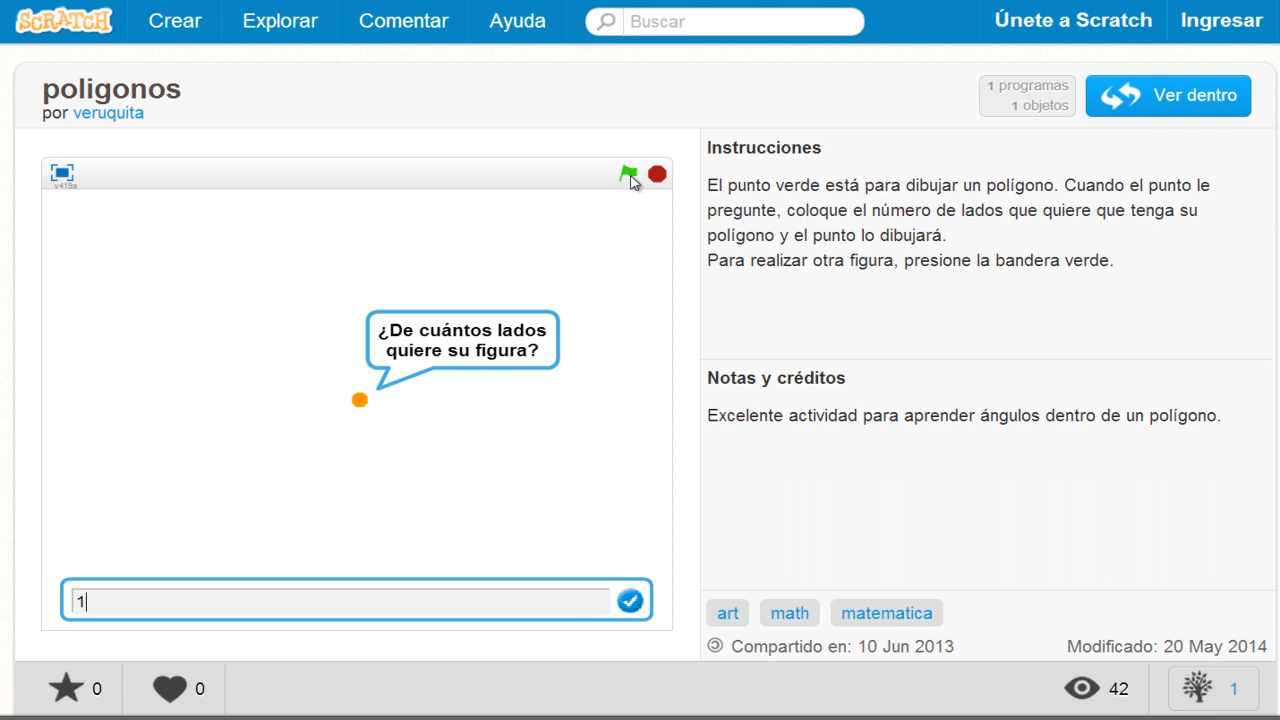 SCRATCH Crear Explorar Comentar Ayuda Buscar Únete a Scratch Ingresar
poligonos
por veruquita
1 programas
1 objetos
Ver dentro
v419a
¿De cuántos lados
quiere su figura?
1
Instrucciones
El punto verde está para dibujar un polígono. Cuando el punto le
pregunte, coloque el número de lados que quiere que tenga su
polígono y el punto lo dibujará.
Para realizar otra figura, presione la bandera verde.
Notas y créditos
Excelente actividad para aprender ángulos dentro de un polígono.
art math matematica
Compartido en: 10 Jun 2013 Modificado: 20 May 2014
0 0 42 1